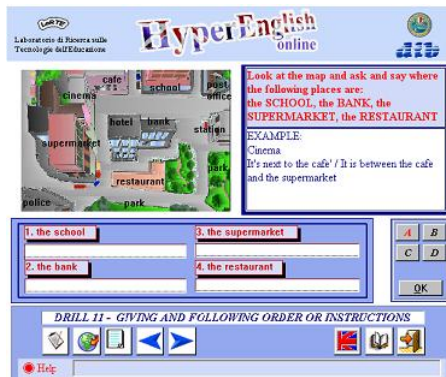 LaRTE
Laboratorio di Ricerca sulle
Tecnologie dell'Educazione
HyperEnglish
online
cafe
school
post
office
cinema
hotel
bank
station
supermarket
park
restaurant
police
park
Look at the map and ask and say where
the following places are:
the SCHOOL, the BANK, the
SUPERMARKET, the RESTAURANT
EXAMPLE:
Cinema
It's next to the cafe' / It is between the cafe
and the supermarket
1. the school
3. the supermarket
2. the bank
4. the restaurant
A B
C D
OK
DRILL 11 - GIVING AND FOLLOWING ORDER OR INSTRUCTIONS
Help